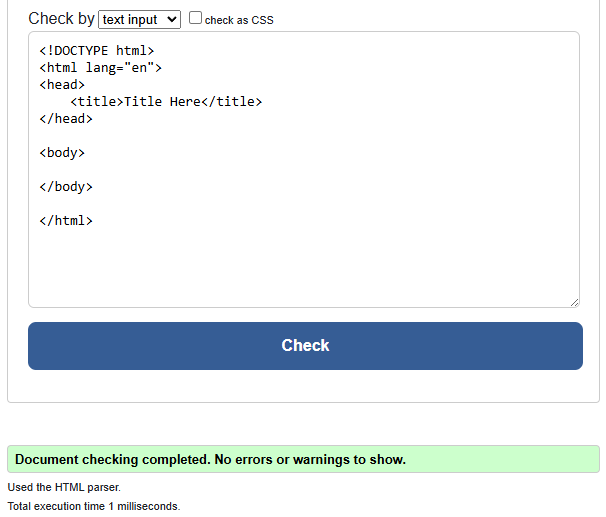 Check by text input check as CSS
<!DOCTYPE html>
<html lang="en">
<head>
    <title>Title Here</title>
</head>
<body>
</body>
</html>
Check
Document checking completed. No errors or warnings to show.
Used the HTML parser.
Total execution time 1 milliseconds.